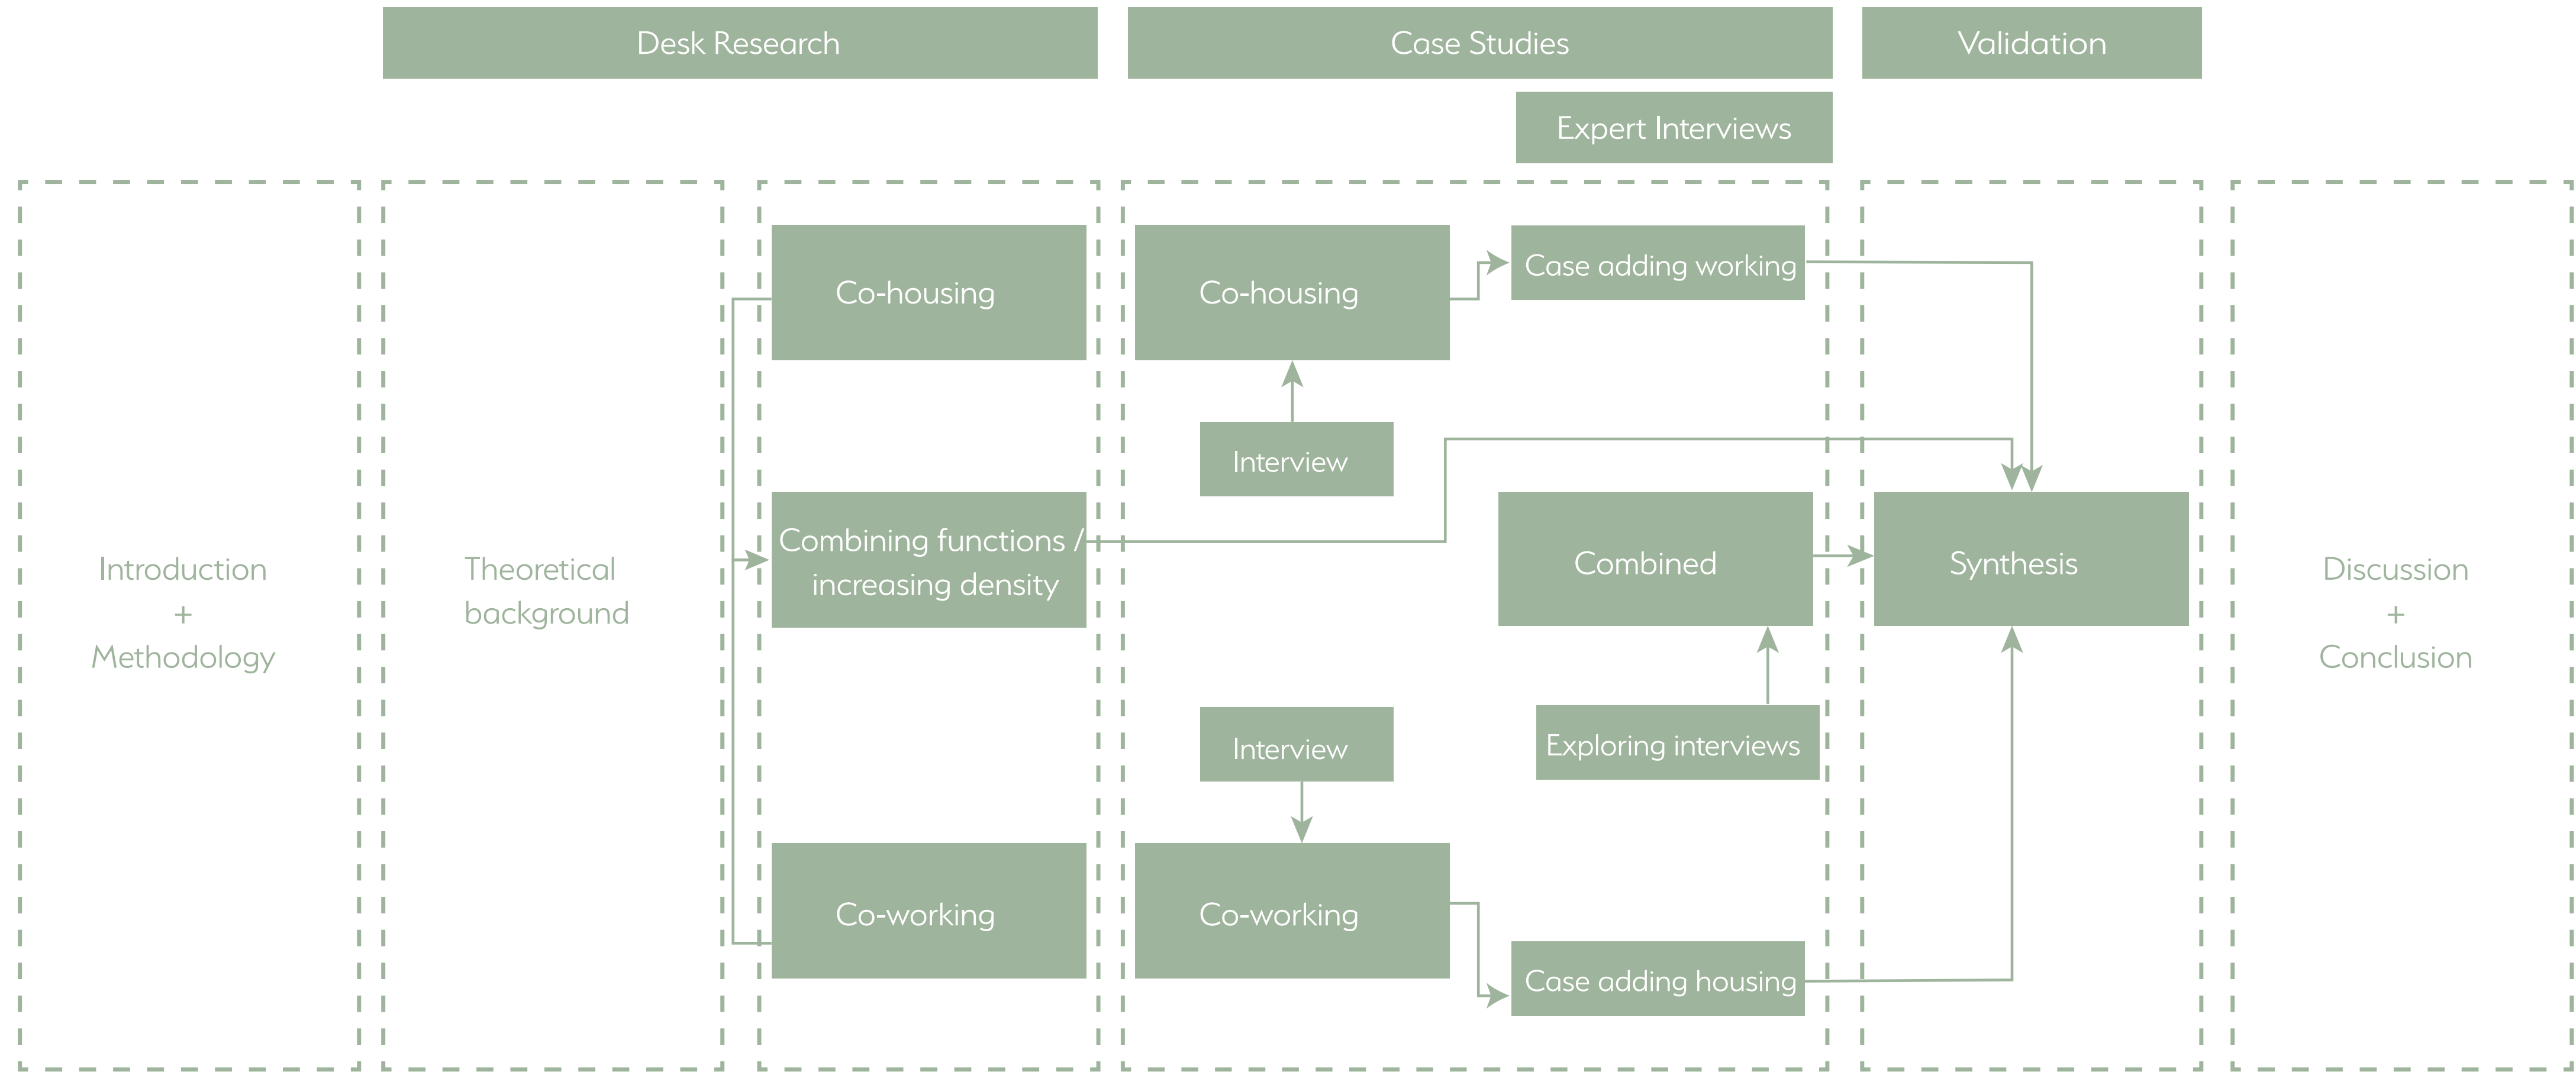 Desk Research
Case Studies
Validation
Expert Interviews
Introduction
+
Methodology
Theoretical
background
Co-housing
Combining functions /
increasing density
Co-working
Co-housing
Interview
Interview
Co-working
Case adding working
Combined
Exploring interviews
Case adding housing
Synthesis
Discussion
+
Conclusion